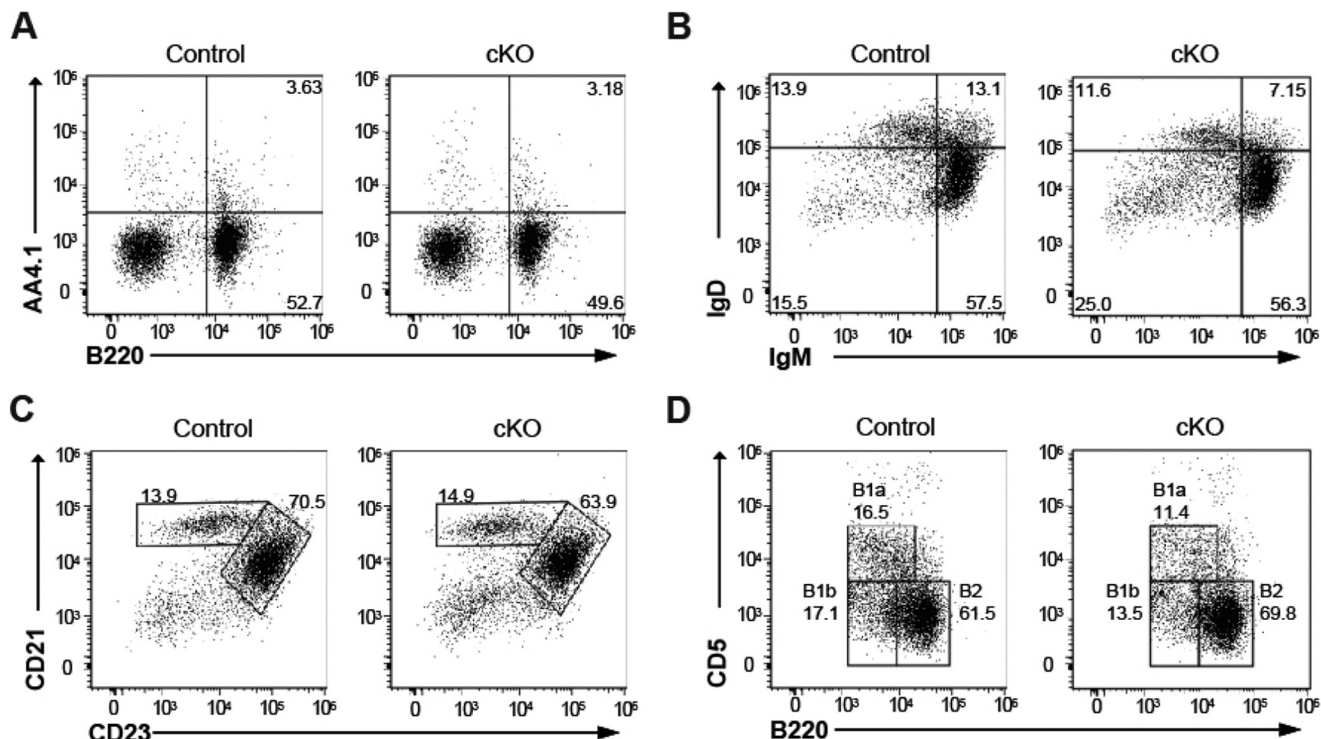 A
Control
cKO
AA4.1
10⁶
10⁵
10⁴
10³
0
3.63
52.7
0 10³ 10⁴ 10⁵ 10⁶
10⁶
10⁵
10⁴
10³
0
3.18
49.6
0 10³ 10⁴ 10⁵ 10⁶
B220
B
Control
cKO
IgD
10⁶
10⁵
10⁴
10³
0
13.9 13.1
15.5 57.5
0 10³ 10⁴ 10⁵ 10⁶
10⁶
10⁵
10⁴
10³
0
11.6 7.15
25.0 56.3
0 10³ 10⁴ 10⁵ 10⁶
IgM
C
Control
cKO
CD21
10⁶
10⁵
10⁴
10³
0
13.9 70.5
0 10³ 10⁴ 10⁵ 10⁶
10⁶
10⁵
10⁴
10³
0
14.9 63.9
0 10³ 10⁴ 10⁵ 10⁶
CD23
D
Control
cKO
CD5
10⁶
10⁵
10⁴
10³
0
B1a
16.5
B1b
17.1
B2
61.5
0 10³ 10⁴ 10⁵ 10⁶
10⁶
10⁵
10⁴
10³
0
B1a
11.4
B1b
13.5
B2
69.8
0 10³ 10⁴ 10⁵ 10⁶
B220